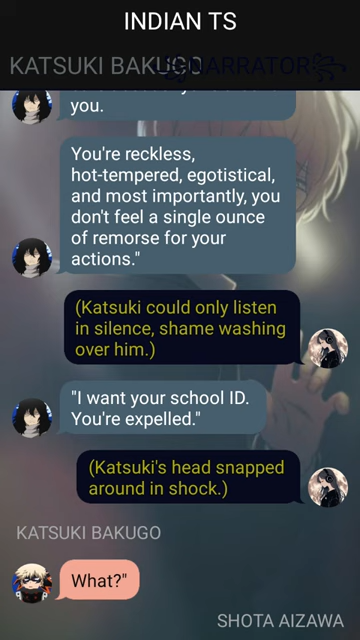 INDIAN TS
KATSUKI BAKUGO
NARRATOR
you.
You're reckless,
hot-tempered, egotistical,
and most importantly, you
don't feel a single ounce
of remorse for your
actions."
(Katsuki could only listen
in silence, shame washing
over him.)
"I want your school ID.
You're expelled."
(Katsuki's head snapped
around in shock.)
KATSUKI BAKUGO
What?"
SHOTA AIZAWA